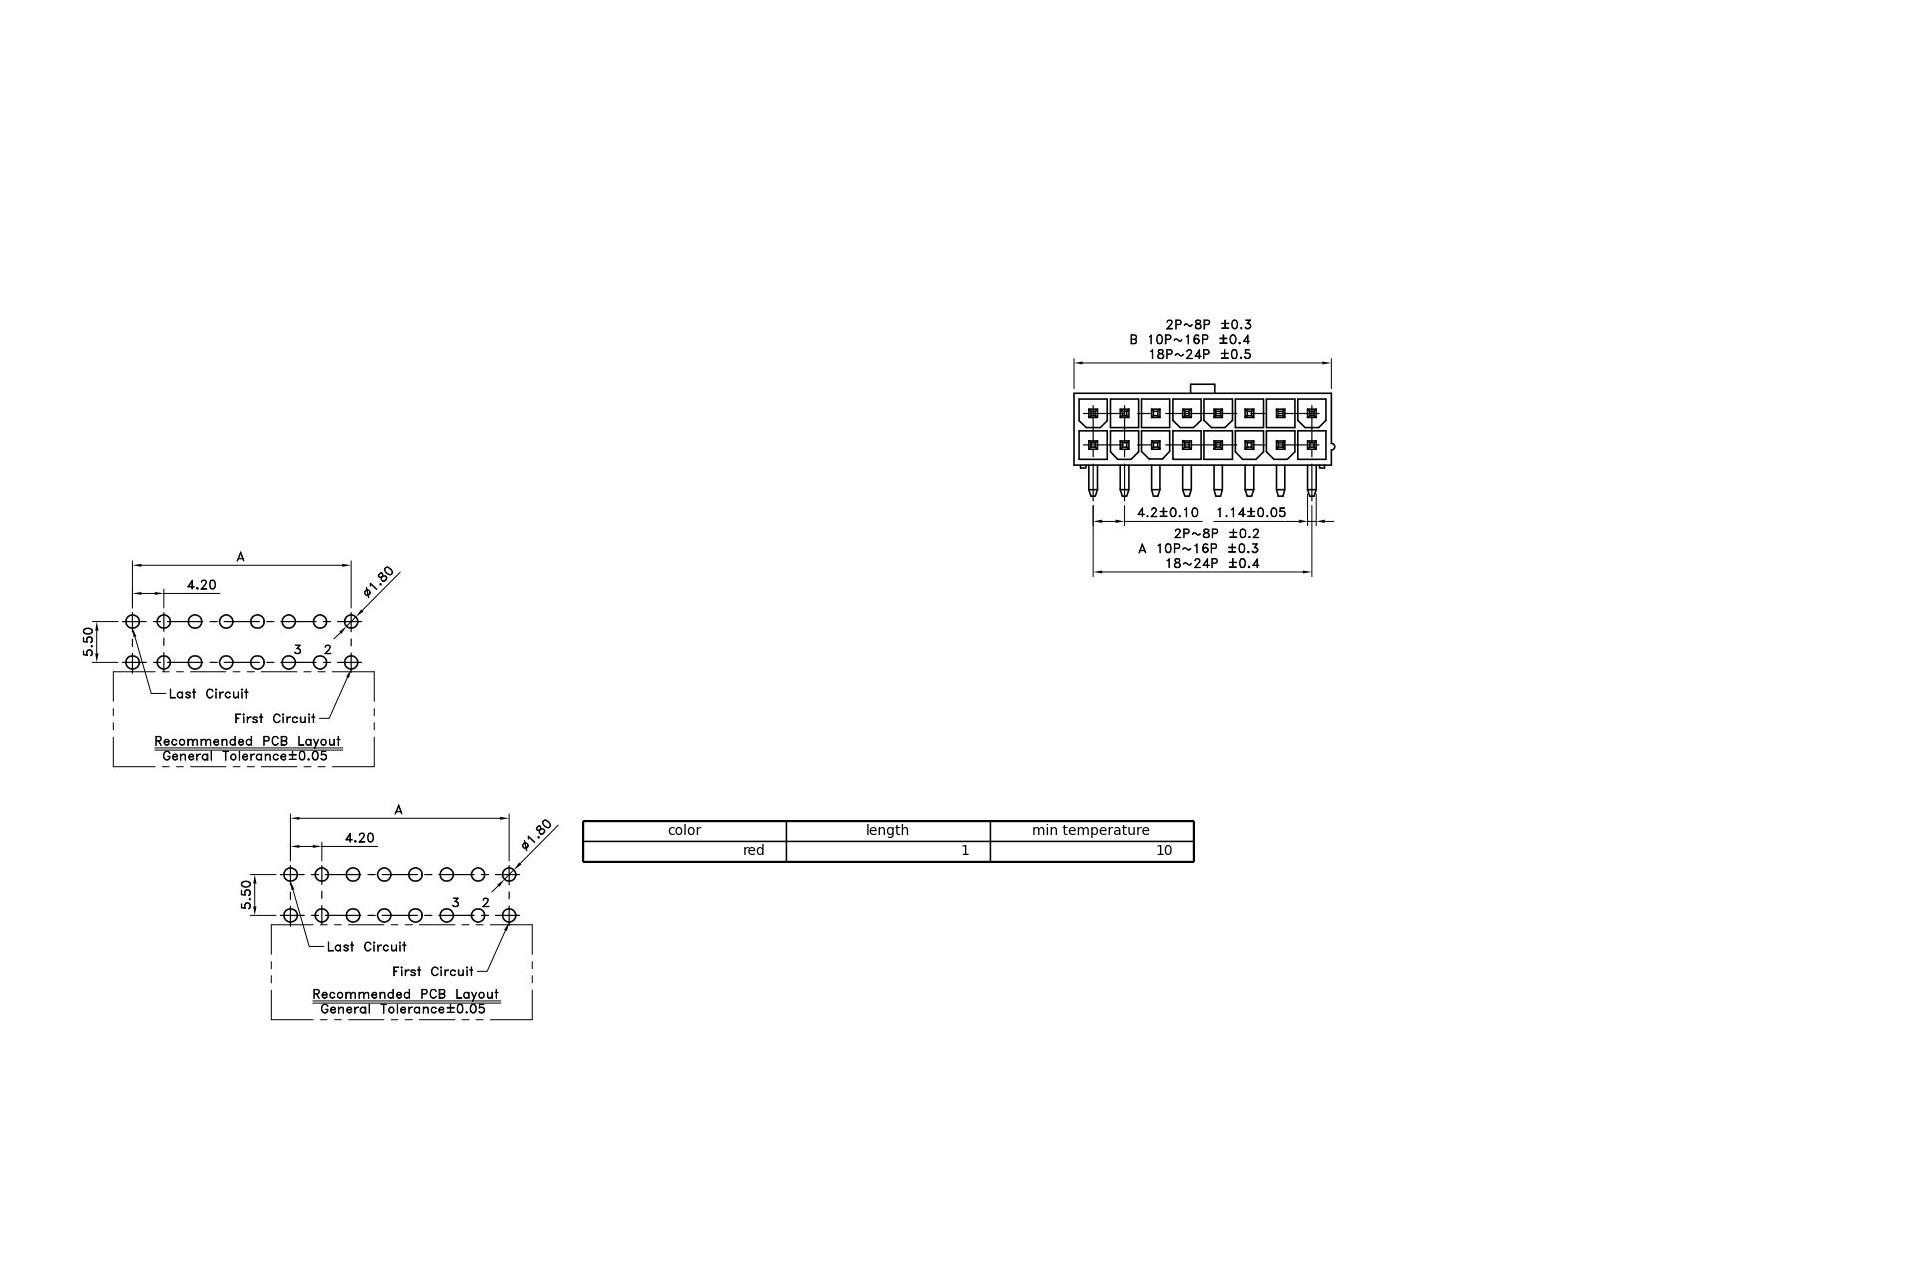 2P~8P ±0.3
B 10P~16P ±0.4
18P~24P ±0.5
4.2±0.10 1.14±0.05
2P~8P ±0.2
A 10P~16P ±0.3
18~24P ±0.4
A
4.20
ø1.80
5.50
3 2
Last Circuit
First Circuit
Recommended PCB Layout
General Tolerance±0.05
A
4.20
ø1.80
5.50
3 2
Last Circuit
First Circuit
Recommended PCB Layout
General Tolerance±0.05
color length min temperature
red 1 10